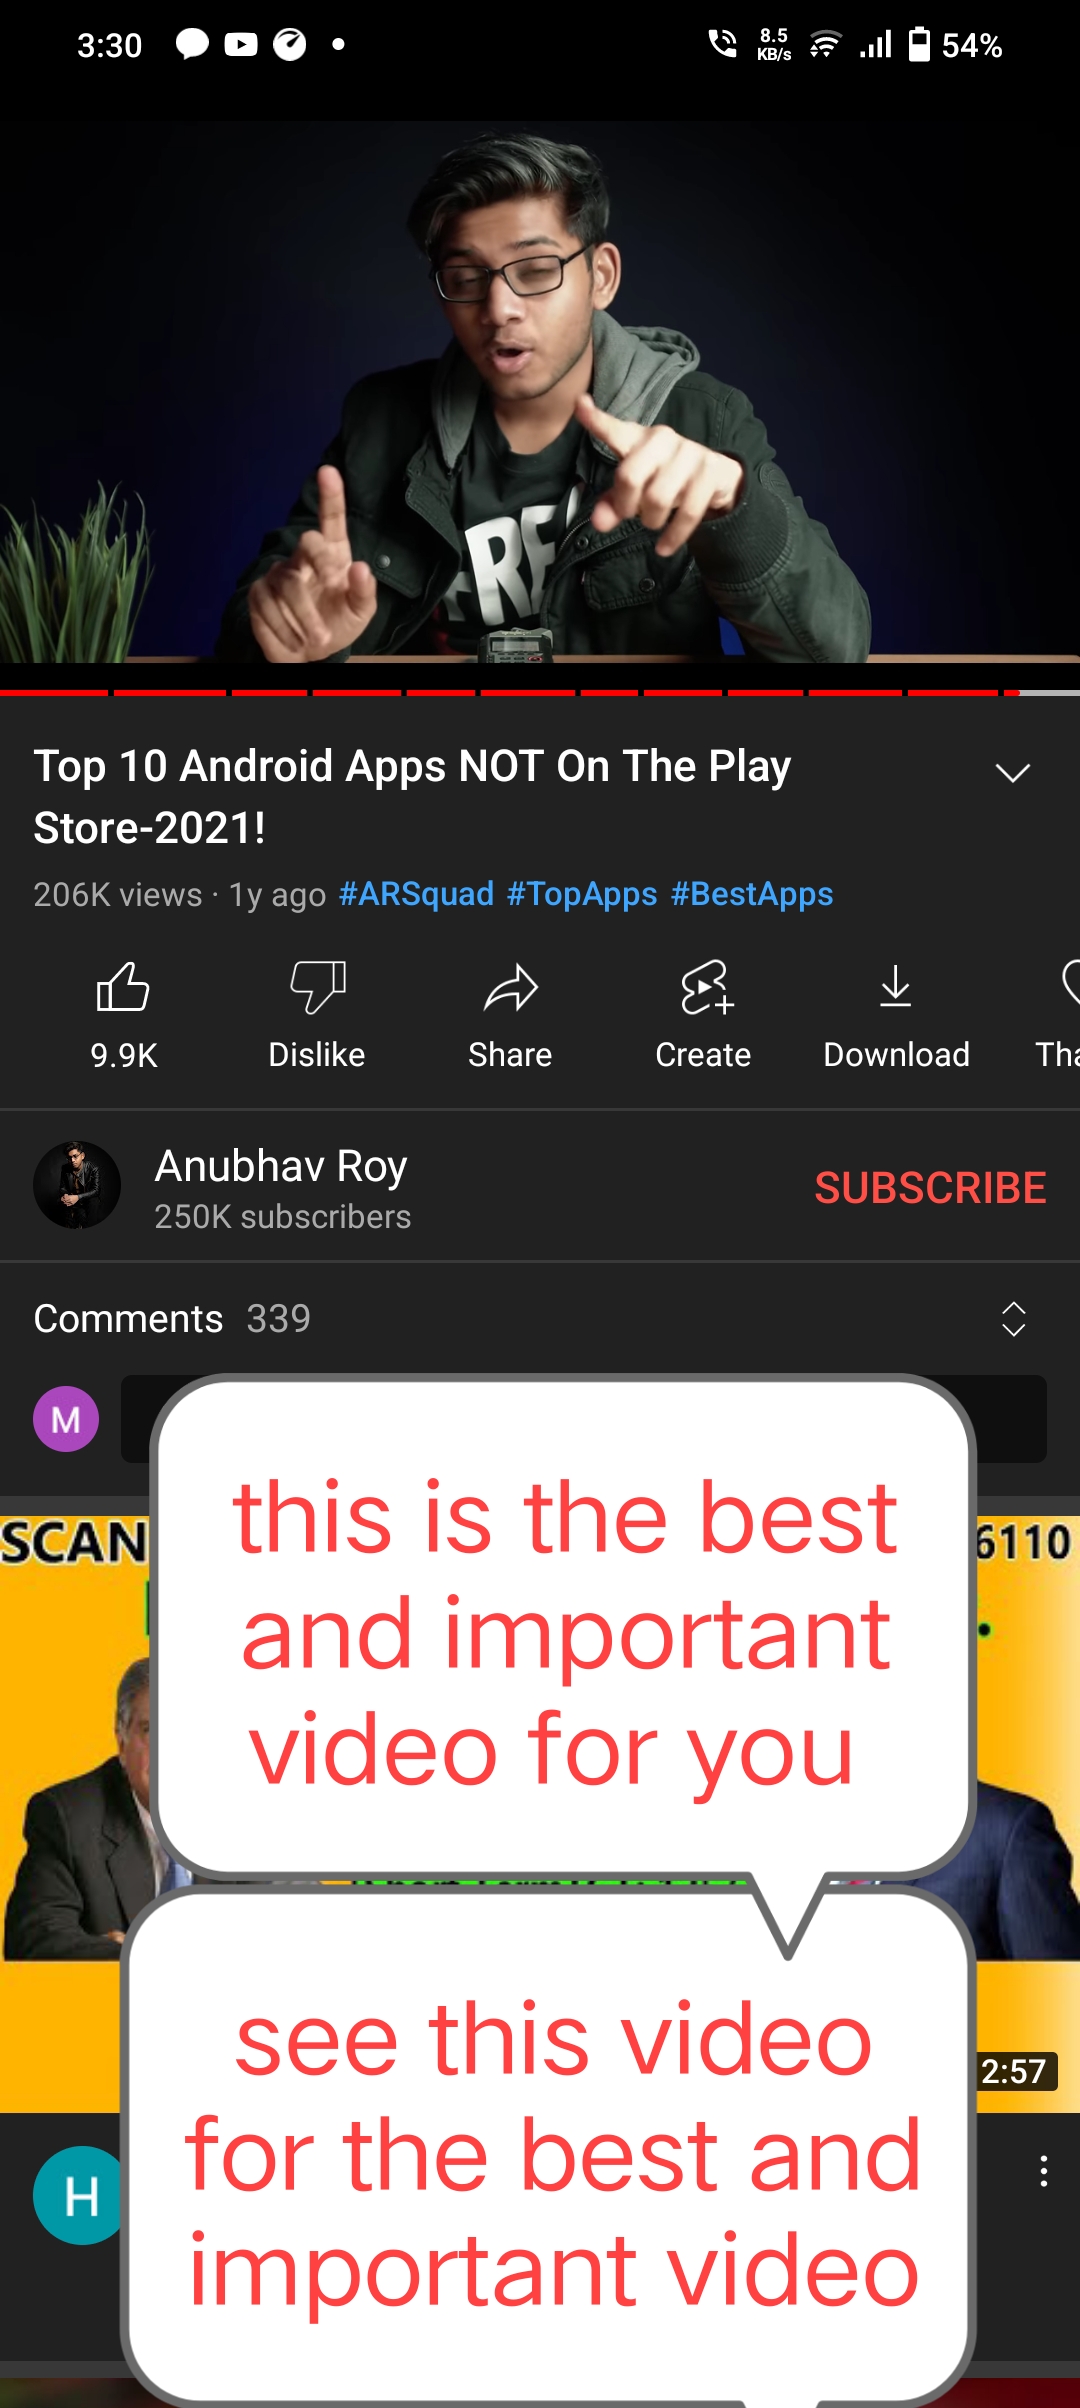 3:30
8.5
KB/s
54%
Top 10 Android Apps NOT On The Play
Store-2021!
206K views · 1y ago #ARSquad #TopApps #BestApps
9.9K
Dislike
Share
Create
Download
Anubhav Roy
250K subscribers
SUBSCRIBE
Comments 339
M
SCAN
6110
this is the best
and important
video for you
see this video
for the best and
important video
2:57
H